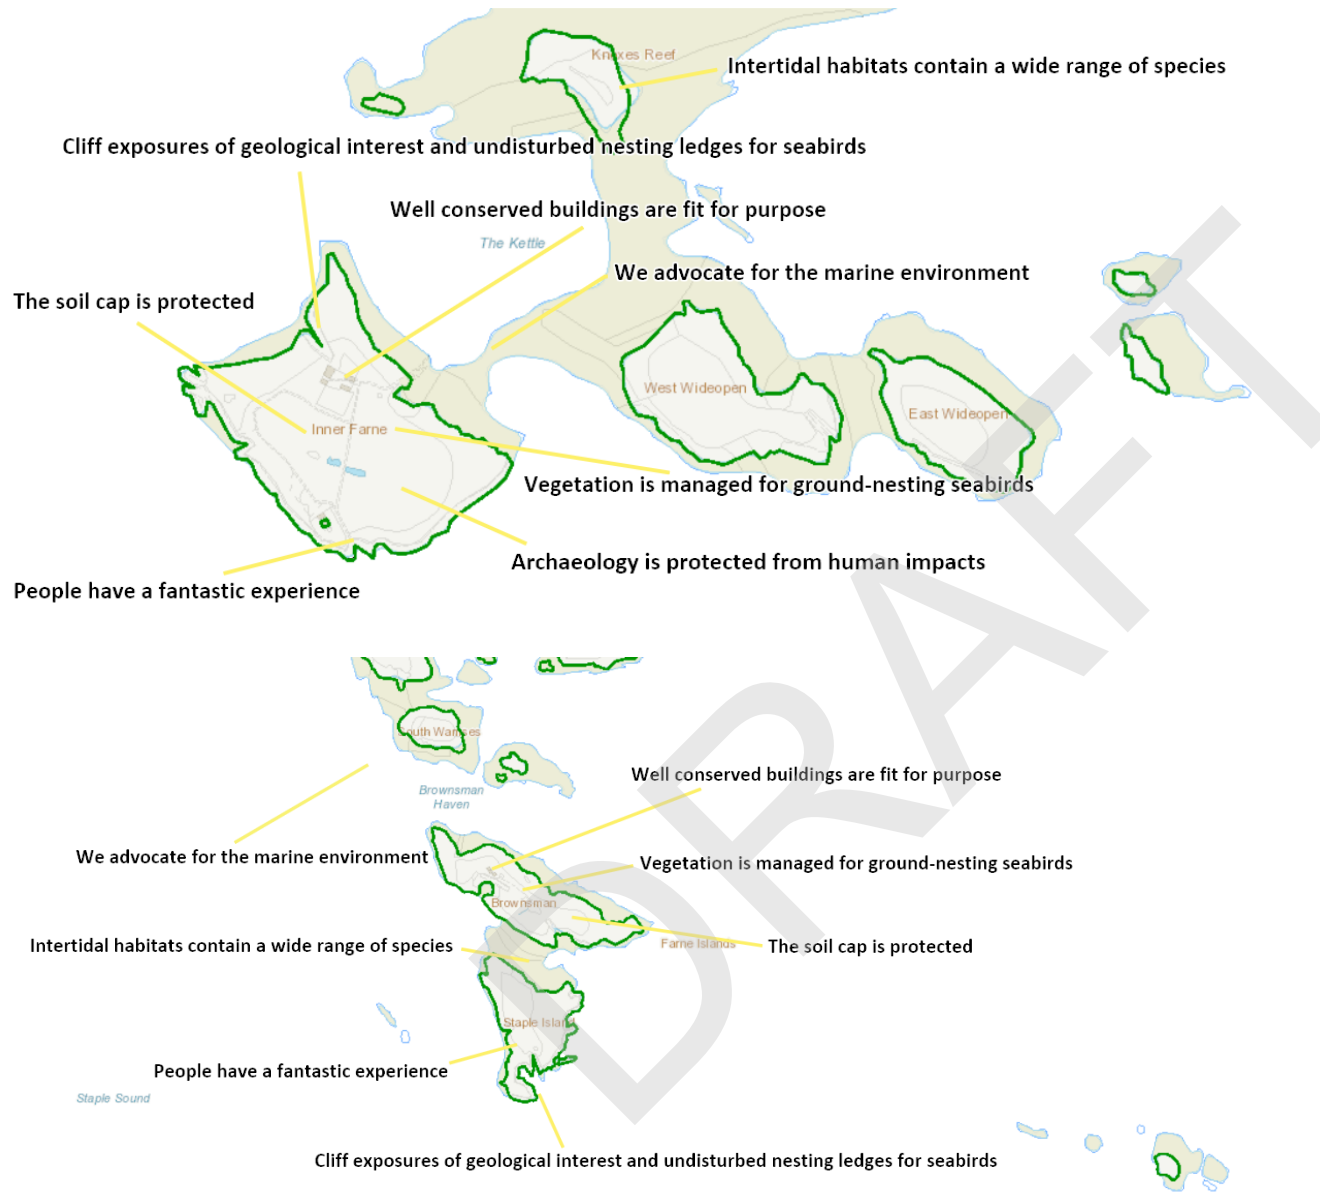 Knoxes Reef
Intertidal habitats contain a wide range of species
Cliff exposures of geological interest and undisturbed nesting ledges for seabirds
Well conserved buildings are fit for purpose
The Kettle
We advocate for the marine environment
The soil cap is protected
West Wideopen
East Wideopen
Inner Farne
Vegetation is managed for ground-nesting seabirds
Archaeology is protected from human impacts
People have a fantastic experience
DRAFT
South Wamses
Well conserved buildings are fit for purpose
Brownsman
Haven
We advocate for the marine environment
Vegetation is managed for ground-nesting seabirds
Brownsman
Intertidal habitats contain a wide range of species
Farne Islands
The soil cap is protected
Staple Island
People have a fantastic experience
Staple Sound
Cliff exposures of geological interest and undisturbed nesting ledges for seabirds